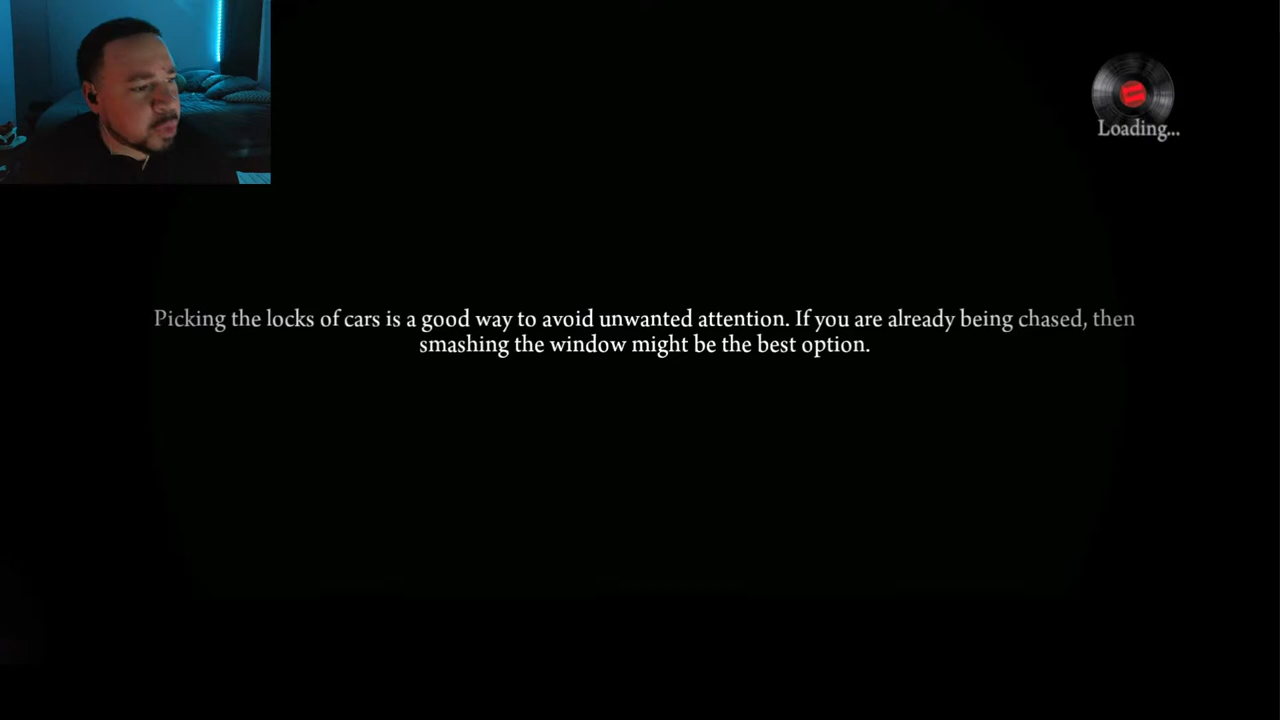 Loading...
Picking the locks of cars is a good way to avoid unwanted attention. If you are already being chased, then
smashing the window might be the best option.